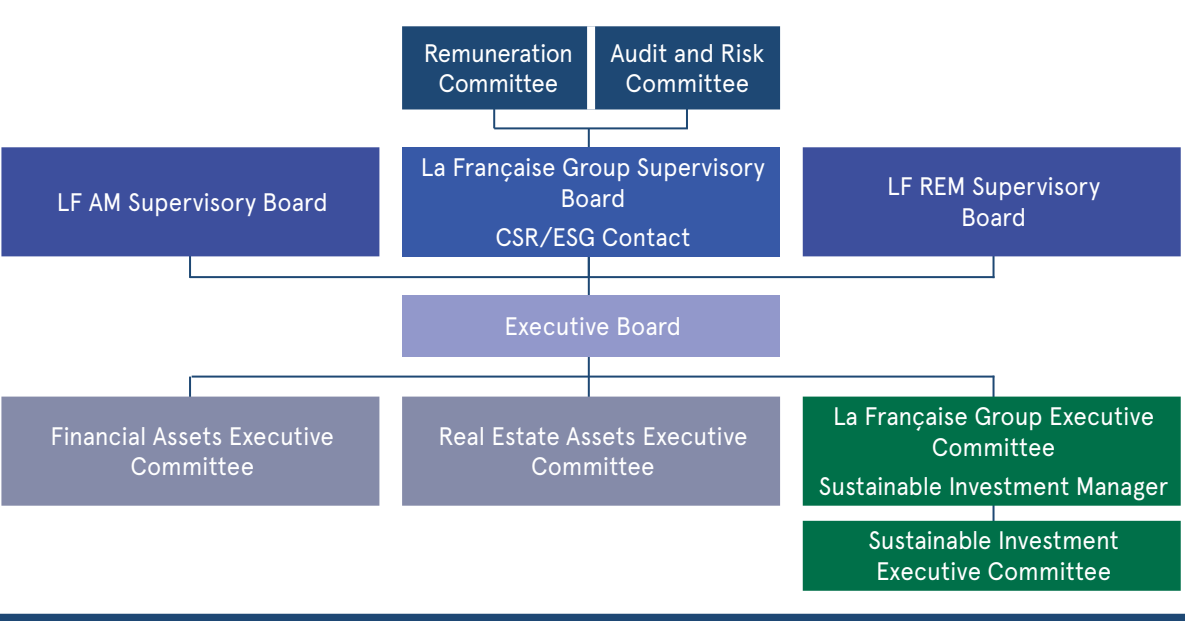 Remuneration
Committee
Audit and Risk
Committee
LF AM Supervisory Board
La Française Group Supervisory
Board
CSR/ESG Contact
LF REM Supervisory
Board
Executive Board
Financial Assets Executive
Committee
Real Estate Assets Executive
Committee
La Française Group Executive
Committee
Sustainable Investment Manager
Sustainable Investment
Executive Committee